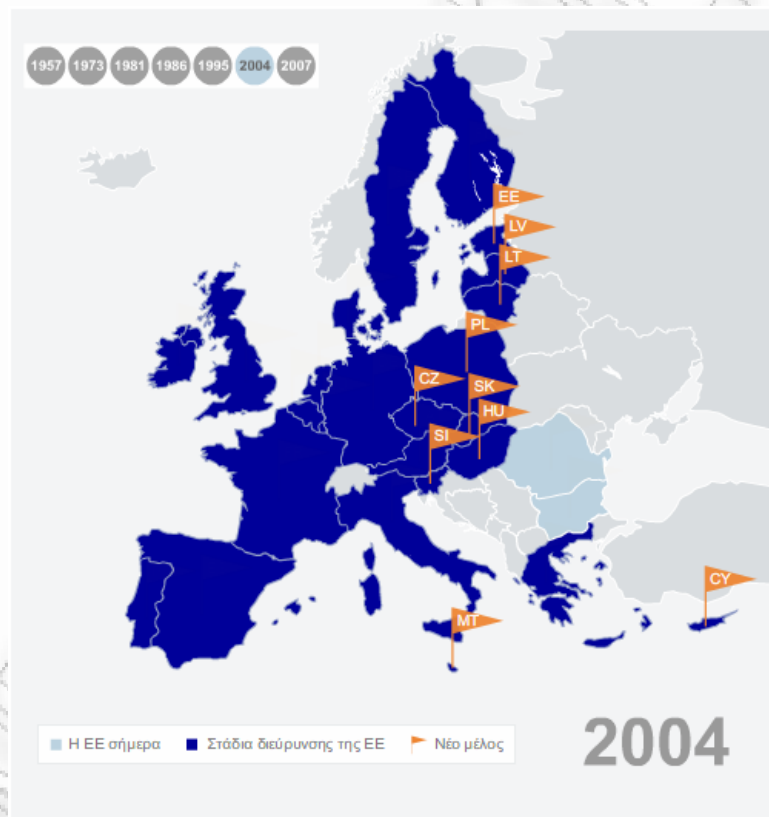 1957 1973 1981 1986 1995 2004 2007
EE
LV
LT
PL
CZ
SK
HU
SI
CY
MT
Η ΕΕ σήμερα Στάδια διεύρυνσης της ΕΕ Νέο μέλος
2004